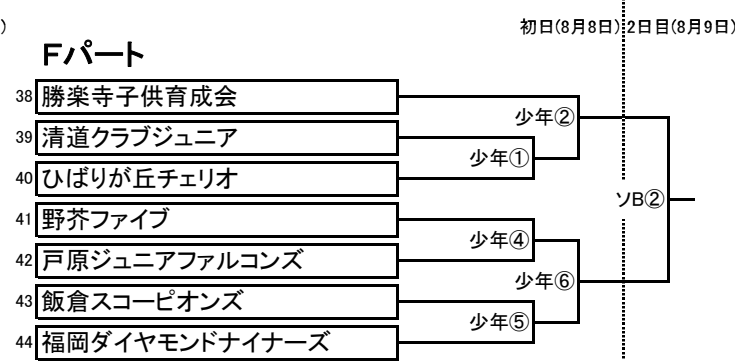 )
初日(8月8日) 2日目(8月9日)
Fパート
38 勝楽寺子供育成会
少年②
39 清道クラブジュニア
少年①
40 ひばりが丘チェリオ
ソB②
41 野芥ファイブ
少年④
42 戸原ジュニアファルコンズ
少年⑥
43 飯倉スコーピオンズ
少年⑤
44 福岡ダイヤモンドナイナーズ